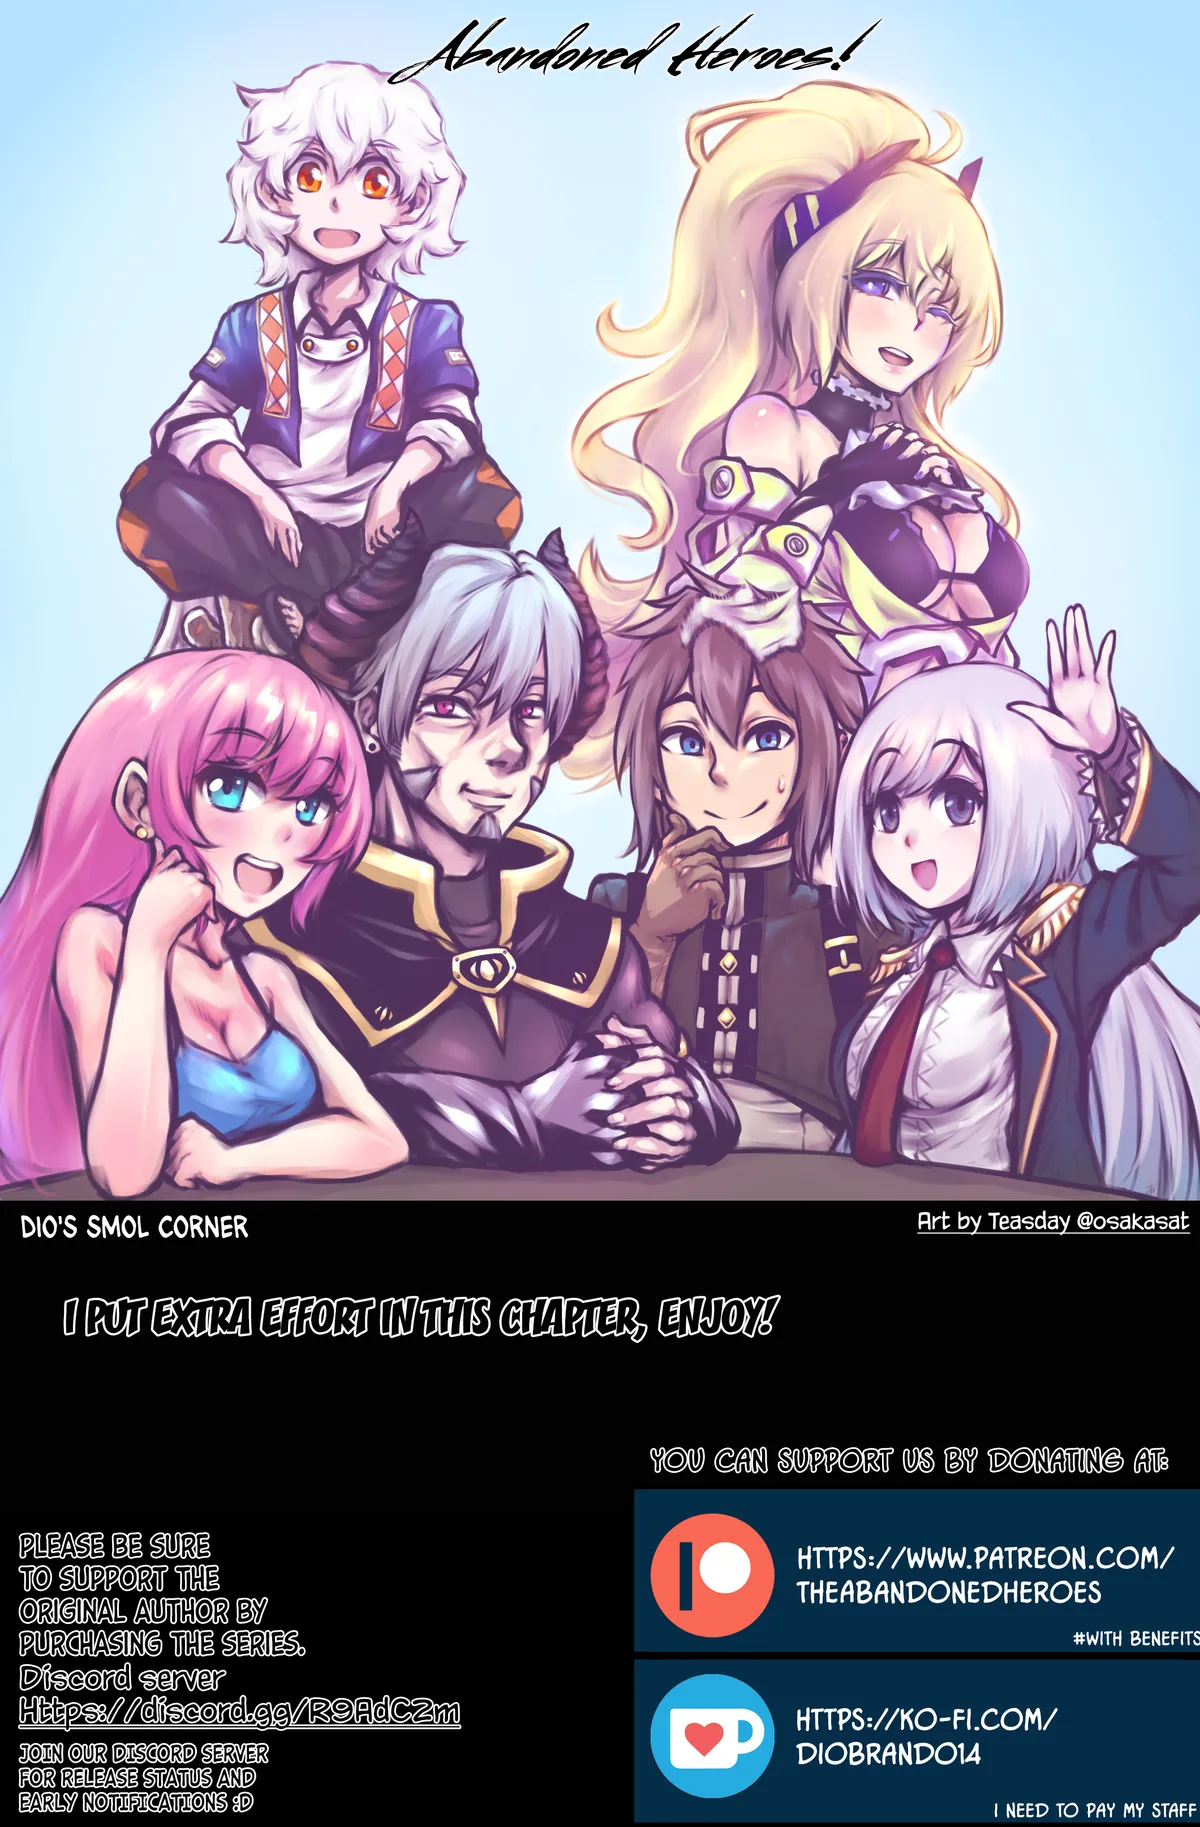 Abandoned Heroes!
DIO'S SMOL CORNER
Art by Teasday @osakasat
I PUT EXTRA EFFORT IN THIS CHAPTER, ENJOY!
YOU CAN SUPPORT US BY DONATING AT:
HTTPS://WWW.PATREON.COM/
THEABANDONEDHEROES
#WITH BENEFITS
HTTPS://KO-FI.COM/
DIOBRANDO14
I NEED TO PAY MY STAFF
PLEASE BE SURE
TO SUPPORT THE
ORIGINAL AUTHOR BY
PURCHASING THE SERIES.
Discord server
Https://discord.gg/R9AdCZm
JOIN OUR DISCORD SERVER
FOR RELEASE STATUS AND
EARLY NOTIFICATIONS :D